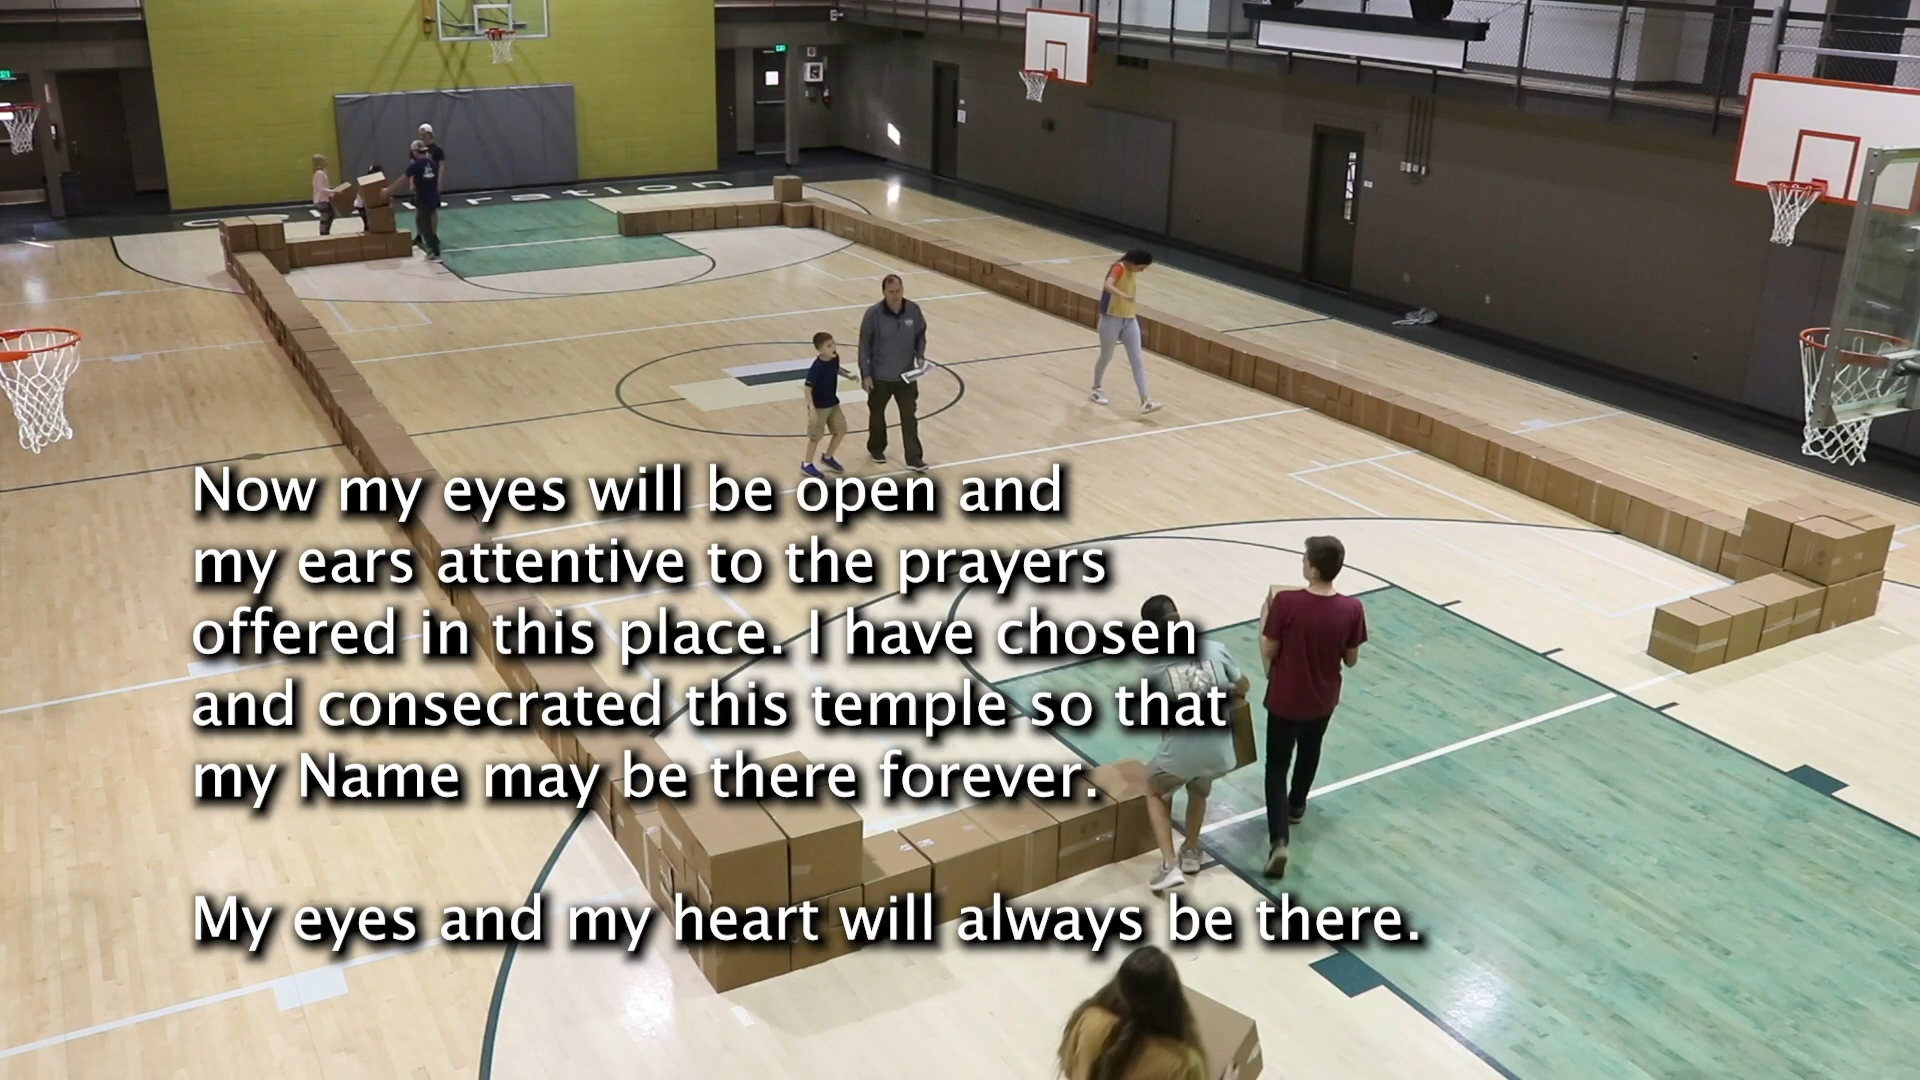 Now my eyes will be open and
my ears attentive to the prayers
offered in this place. I have chosen
and consecrated this temple so that
my Name may be there forever.
My eyes and my heart will always be there.